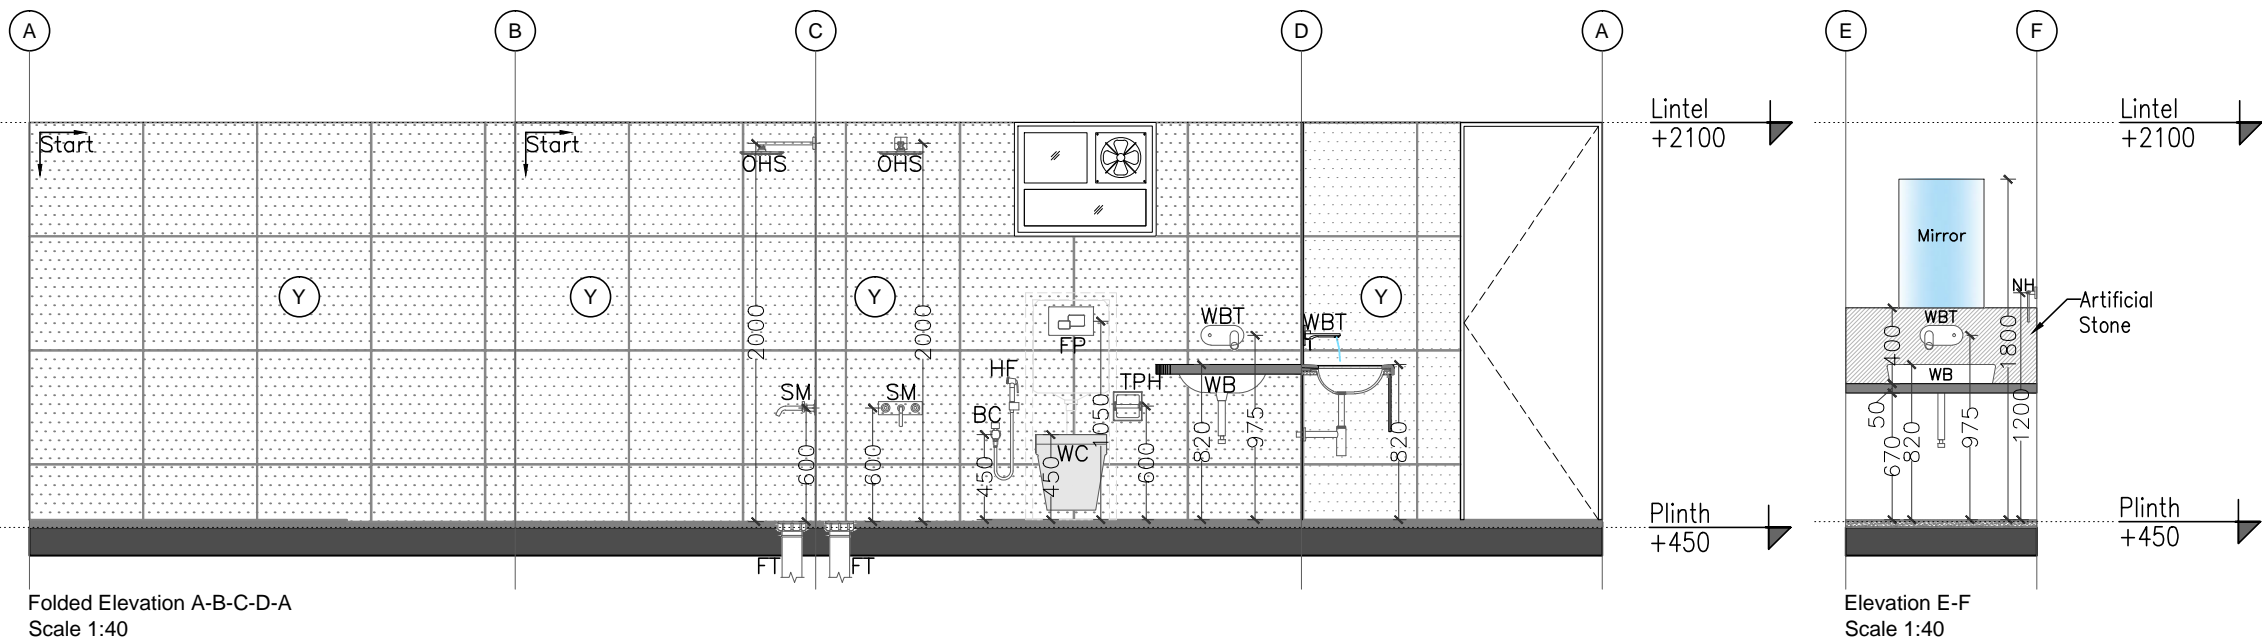 A
B
C
D
A
E
F
Lintel
+2100
Lintel
+2100
Start
Start
OHS
OHS
Mirror
NH
Artificial
Stone
Y
Y
Y
Y
2000
2000
WBT
WBT
WBT
FP
400
1800
HF
TPH
WB
WB
SM
SM
BC
1050
WC
50
975
1200
600
600
450
450
600
820
975
820
670
820
Plinth
+450
Plinth
+450
FT
FT
Folded Elevation A-B-C-D-A
Scale 1:40
Elevation E-F
Scale 1:40